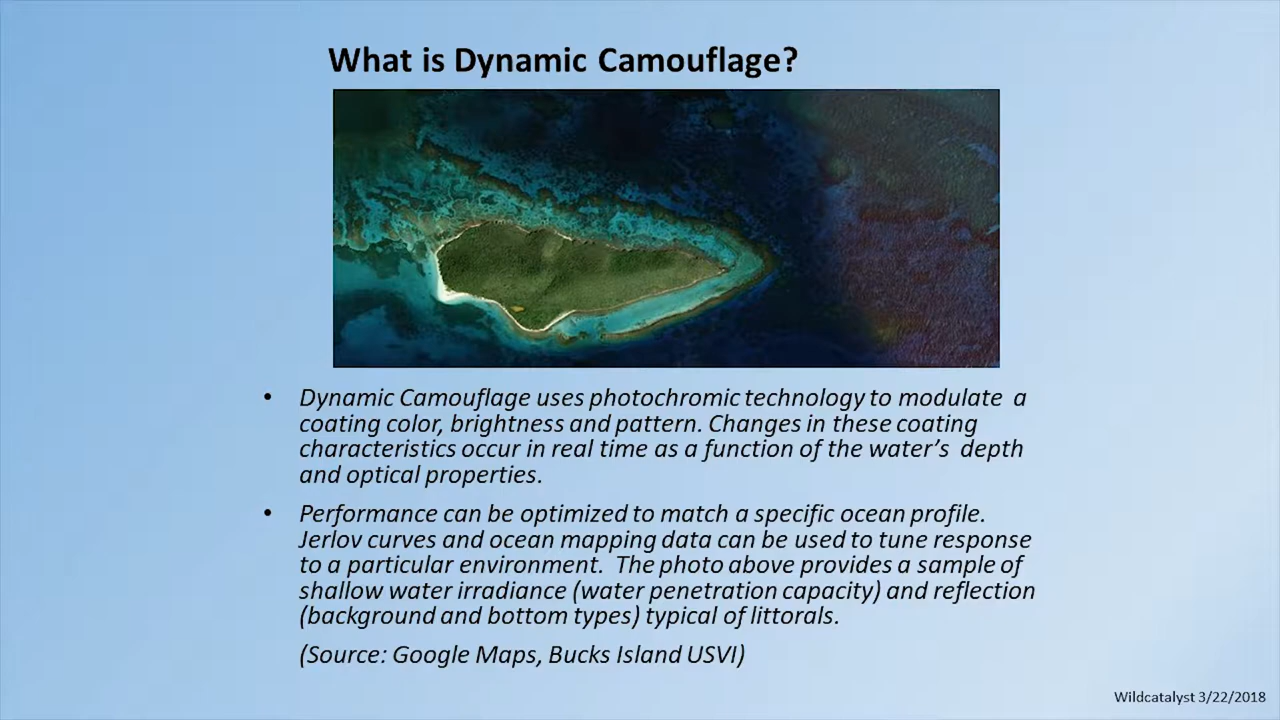 What is Dynamic Camouflage?
• Dynamic Camouflage uses photochromic technology to modulate a
coating color, brightness and pattern. Changes in these coating
characteristics occur in real time as a function of the water’s depth
and optical properties.
• Performance can be optimized to match a specific ocean profile.
Jerlov curves and ocean mapping data can be used to tune response
to a particular environment. The photo above provides a sample of
shallow water irradiance (water penetration capacity) and reflection
(background and bottom types) typical of littorals.
(Source: Google Maps, Bucks Island USVI)
Wildcatalyst 3/22/2018